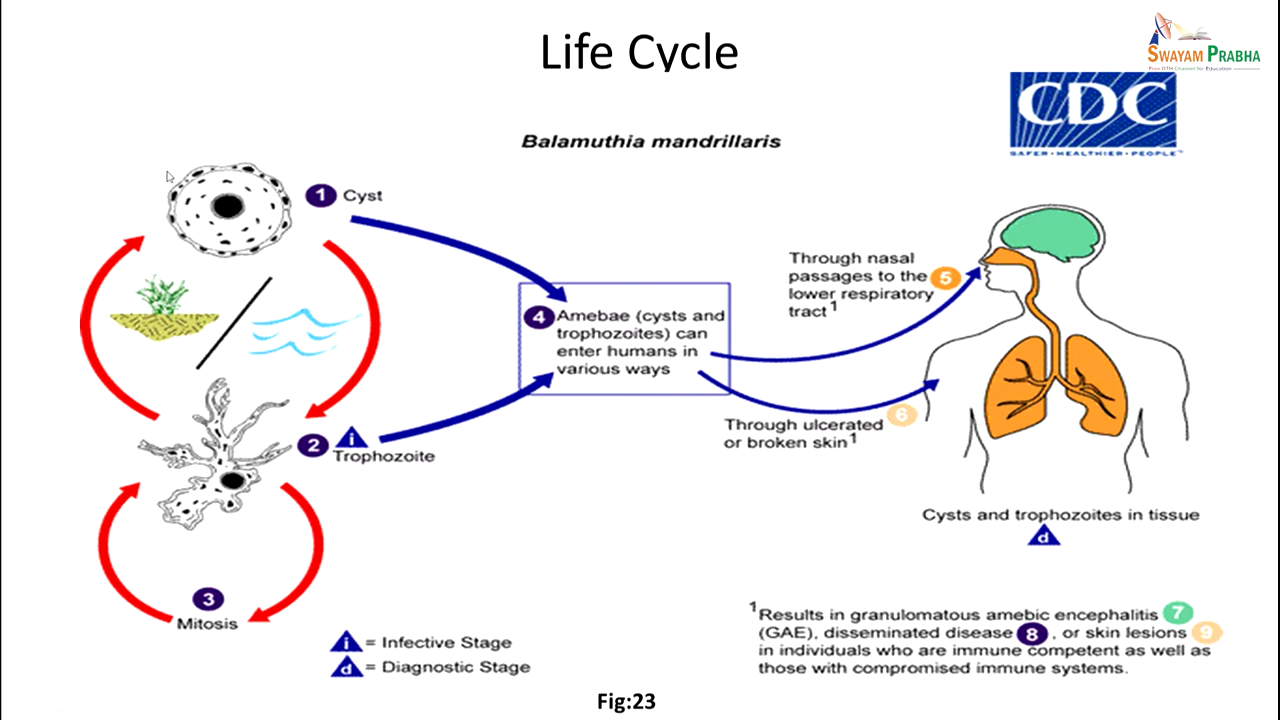 Life Cycle
SWAYAM PRABHA
Free DTH Channel for Education
CDC
SAFER • HEALTHIER • PEOPLE™
Balamuthia mandrillaris
1 Cyst
2 i
Trophozoite
3
Mitosis
4 Amebae (cysts and
trophozoites) can
enter humans in
various ways
Through nasal
passages to the 5
lower respiratory
tract 1
Through ulcerated 6
or broken skin 1
Cysts and trophozoites in tissue
d
i = Infective Stage
d = Diagnostic Stage
1 Results in granulomatous amebic encephalitis 7
(GAE), disseminated disease 8 , or skin lesions 9
in individuals who are immune competent as well as
those with compromised immune systems.
Fig:23